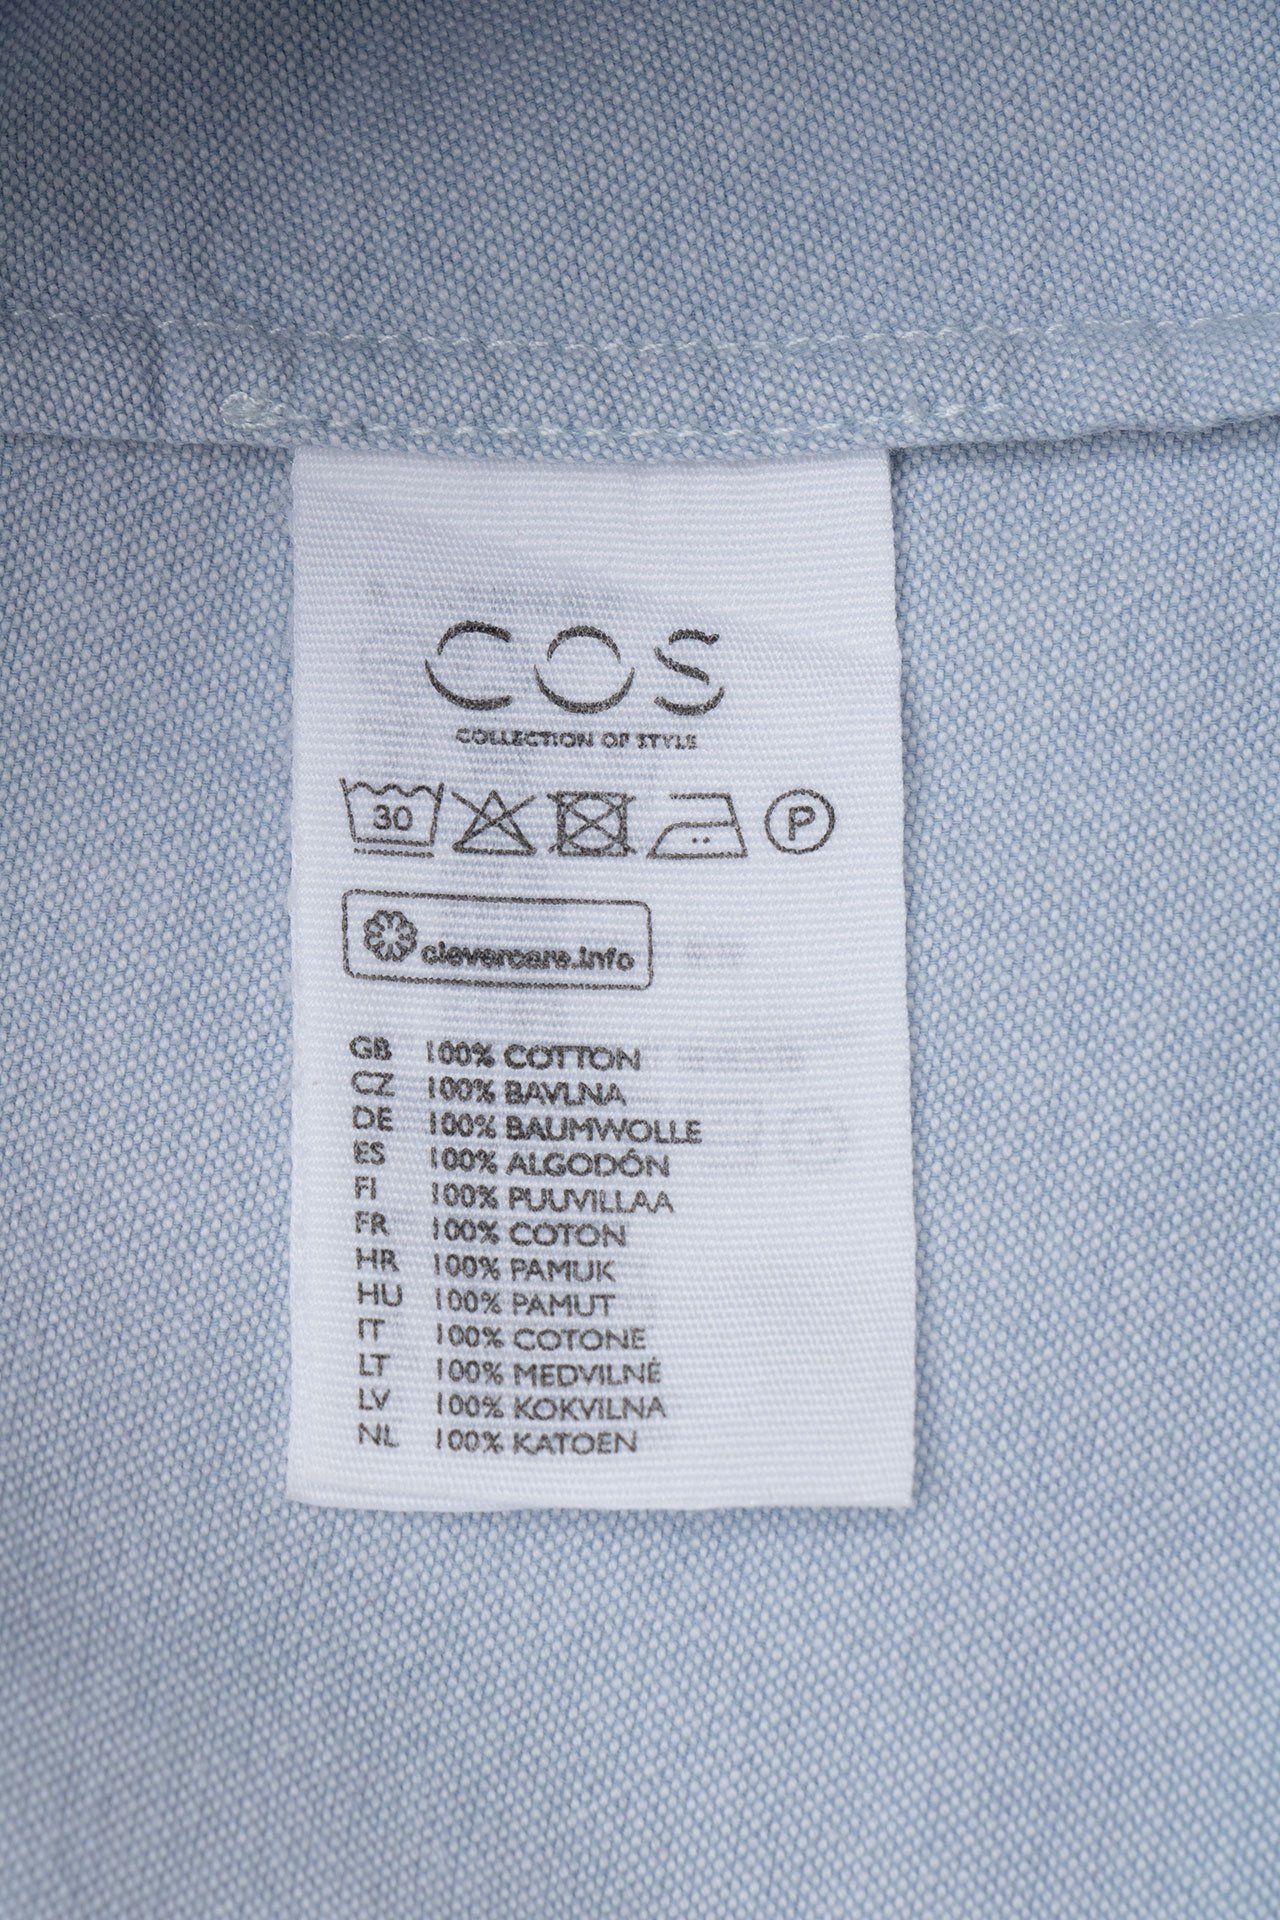 COS
COLLECTION OF STYLE
30 P
clevercare.info
GB 100% COTTON
CZ 100% BAVLNA
DE 100% BAUMWOLLE
ES 100% ALGODÓN
FI 100% PUUVILLAA
FR 100% COTON
HR 100% PAMUK
HU 100% PAMUT
IT 100% COTONE
LT 100% MEDVILNĖ
LV 100% KOKVILNA
NL 100% KATOEN